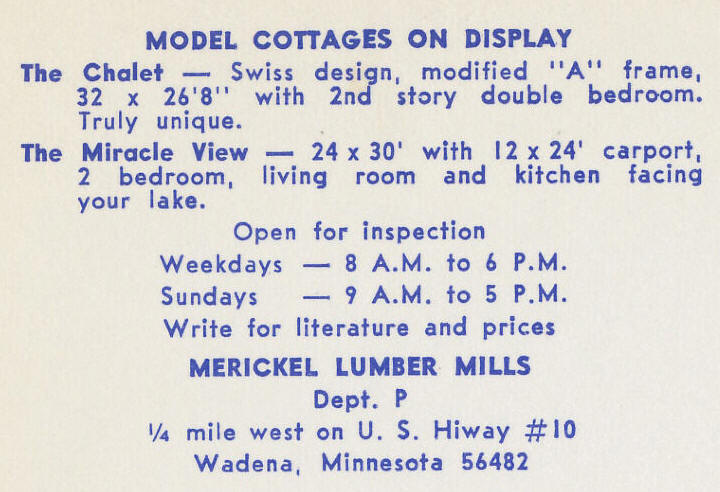 MODEL COTTAGES ON DISPLAY
The Chalet — Swiss design, modified "A" frame,
32 x 26'8" with 2nd story double bedroom.
Truly unique.
The Miracle View — 24 x 30' with 12 x 24' carport,
2 bedroom, living room and kitchen facing
your lake.
Open for inspection
Weekdays — 8 A.M. to 6 P.M.
Sundays — 9 A.M. to 5 P.M.
Write for literature and prices
MERICKEL LUMBER MILLS
Dept. P
¼ mile west on U. S. Hiway #10
Wadena, Minnesota 56482